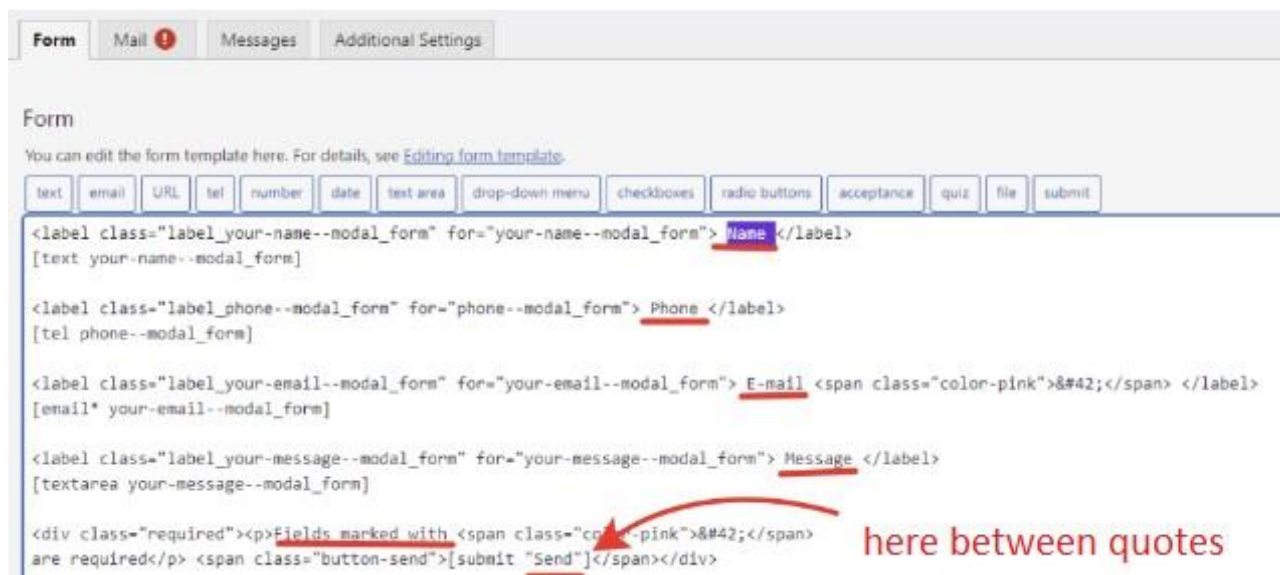 Form Mail ! Messages Additional Settings
Form
You can edit the form template here. For details, see Editing form template.
text email URL tel number date text area drop-down menu checkboxes radio buttons acceptance quiz file submit
<label class="label_your-name--modal_form" for="your-name--modal_form"> Name </label>
[text your-name--modal_form]
<label class="label_phone--modal_form" for="phone--modal_form"> Phone </label>
[tel phone--modal_form]
<label class="label_your-email--modal_form" for="your-email--modal_form"> E-mail <span class="color-pink">&#42;</span> </label>
[email* your-email--modal_form]
<label class="label_your-message--modal_form" for="your-message--modal_form"> Message </label>
[textarea your-message--modal_form]
<div class="required"><p>Fields marked with <span class="color-pink">&#42;</span>
are required</p> <span class="button-send">[submit "Send"]</span></div>
here between quotes